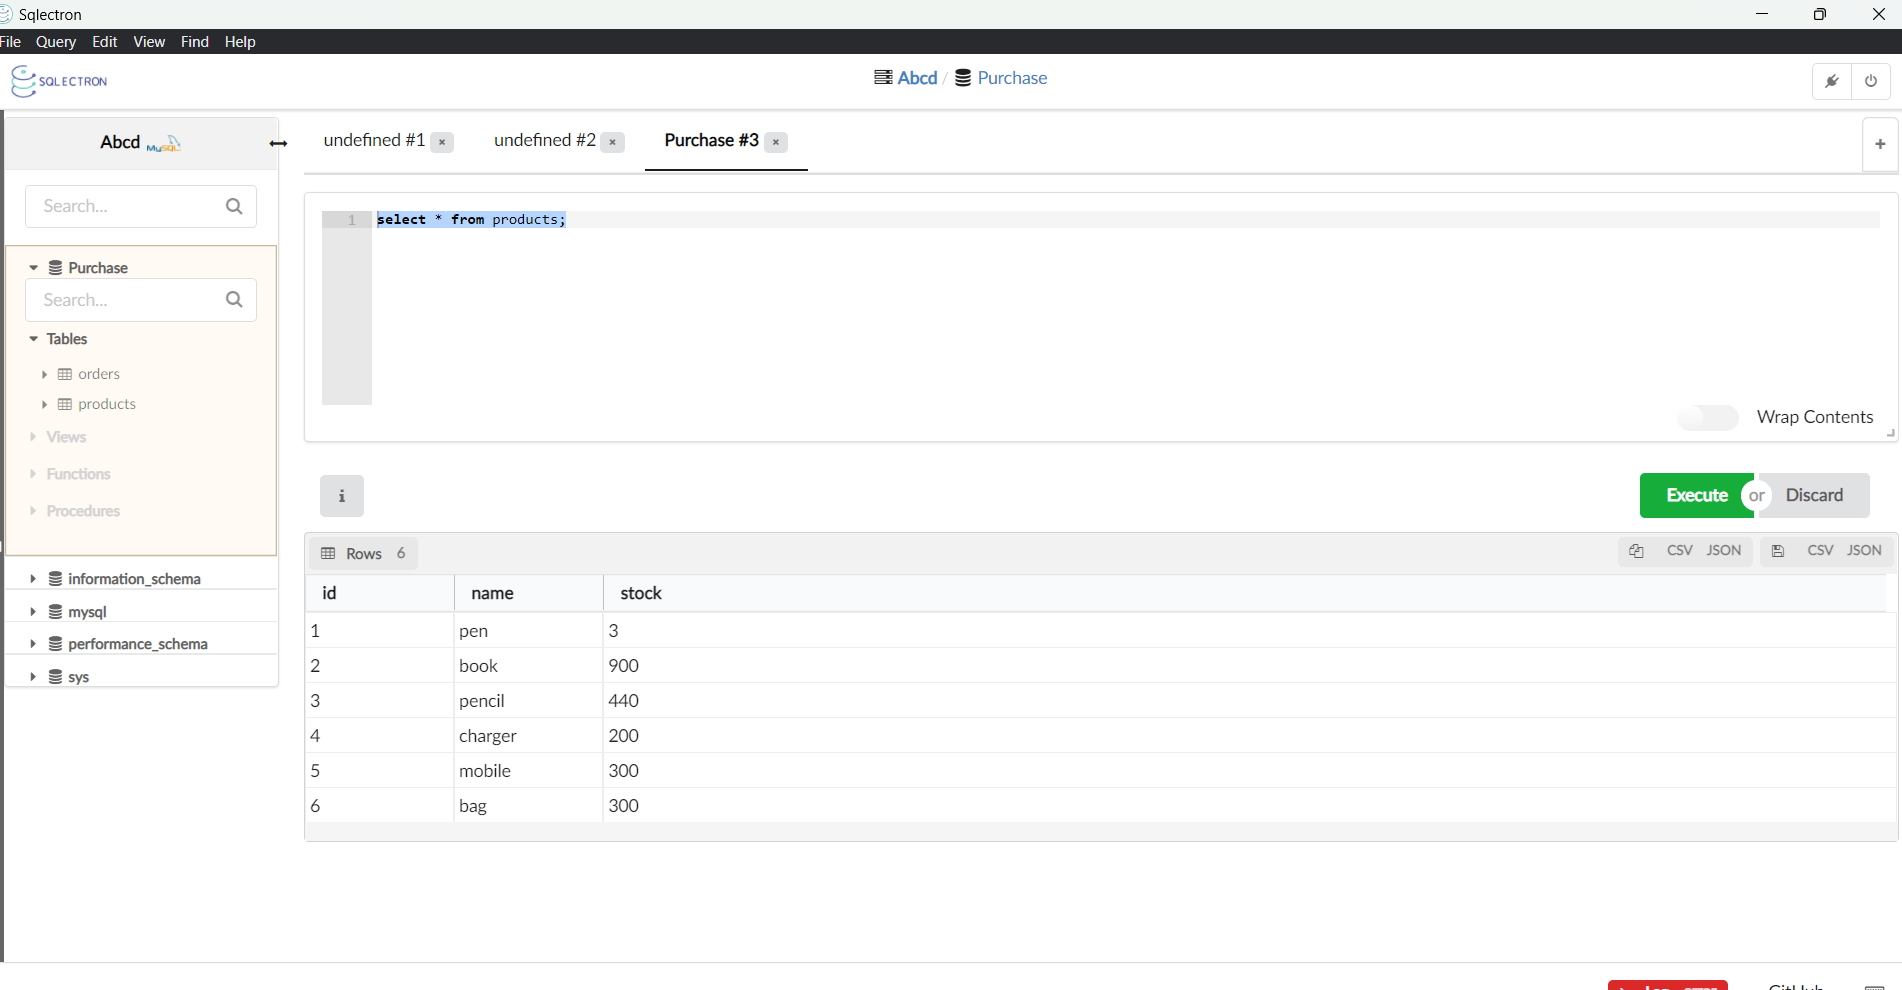 Sqlectron
File Query Edit View Find Help
SQLECTRON
Abcd / Purchase
Abcd MySQL
undefined #1 × undefined #2 × Purchase #3 ×
+
Search...
1 select * from products;
Purchase
Search...
Tables
orders
products
Views
Functions
Procedures
Wrap Contents
i
Execute or Discard
Rows 6
CSV JSON CSV JSON
information_schema
mysql
performance_schema
sys
id name stock
1 pen 3
2 book 900
3 pencil 440
4 charger 200
5 mobile 300
6 bag 300
GitHub